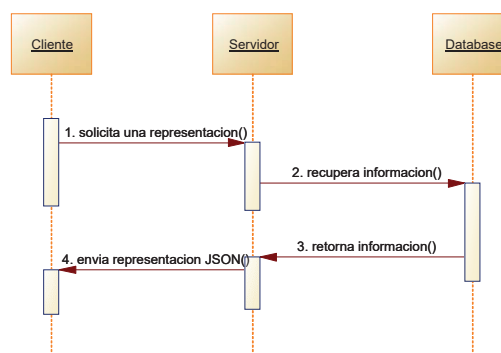 Cliente
Servidor
Database
1. solicita una representacion()
2. recupera informacion()
3. retorna informacion()
4. envia representacion JSON()